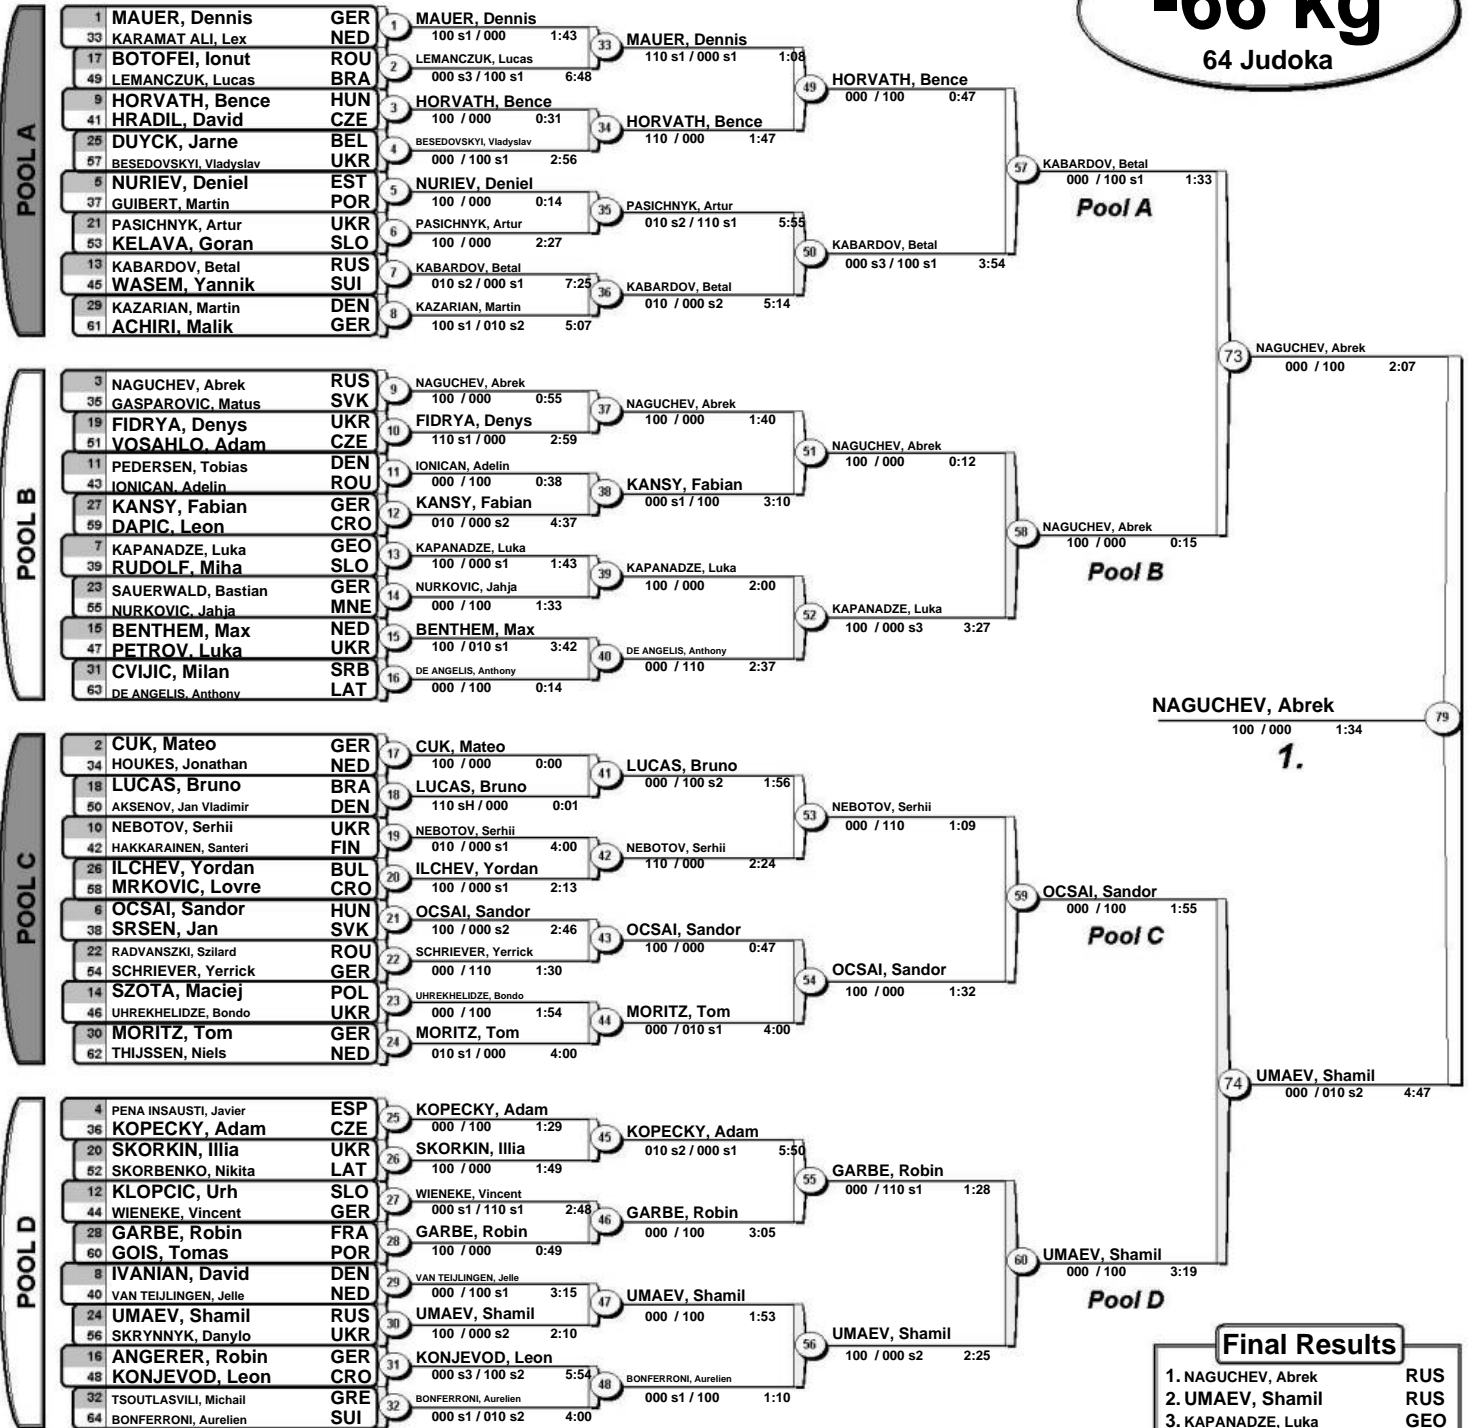 -66 kg
64 Judoka
POOL A
1 MAUER, Dennis GER
33 KARAMAT ALI, Lex NED
17 BOTOFEI, Ionut ROU
49 LEMANCZUK, Lucas BRA
9 HORVATH, Bence HUN
41 HRADIL, David CZE
25 DUYCK, Jarne BEL
57 BESEDOVSKYI, Vladyslav UKR
5 NURIEV, Deniel EST
37 GUIBERT, Martin POR
21 PASICHNYK, Artur UKR
53 KELAVA, Goran SLO
13 KABARDOV, Betal RUS
45 WASEM, Yannik SUI
29 KAZARIAN, Martin DEN
61 ACHIRI, Malik GER
1 MAUER, Dennis
100 s1 / 000 1:43
2 LEMANCZUK, Lucas
000 s3 / 100 s1 6:48
3 HORVATH, Bence
100 / 000 0:31
4 BESEDOVSKYI, Vladyslav
000 / 100 s1 2:56
5 NURIEV, Deniel
100 / 000 0:14
6 PASICHNYK, Artur
100 / 000 2:27
7 KABARDOV, Betal
010 s2 / 000 s1 7:25
8 KAZARIAN, Martin
100 s1 / 010 s2 5:07
33 MAUER, Dennis
110 s1 / 000 s1 1:08
34 HORVATH, Bence
110 / 000 1:47
35 PASICHNYK, Artur
010 s2 / 110 s1 5:55
36 KABARDOV, Betal
010 / 000 s2 5:14
49 HORVATH, Bence
000 / 100 0:47
50 KABARDOV, Betal
000 s3 / 100 s1 3:54
57 KABARDOV, Betal
000 / 100 s1 1:33
Pool A
POOL B
3 NAGUCHEV, Abrek RUS
35 GASPAROVIC, Matus SVK
19 FIDRYA, Denys UKR
51 VOSAHLO, Adam CZE
11 PEDERSEN, Tobias DEN
43 IONICAN, Adelin ROU
27 KANSY, Fabian GER
59 DAPIC, Leon CRO
7 KAPANADZE, Luka GEO
39 RUDOLF, Miha SLO
23 SAUERWALD, Bastian GER
55 NURKOVIC, Jahja MNE
15 BENTHEM, Max NED
47 PETROV, Luka UKR
31 CVIJIC, Milan SRB
63 DE ANGELIS, Anthony LAT
9 NAGUCHEV, Abrek
100 / 000 0:55
10 FIDRYA, Denys
110 s1 / 000 2:59
11 IONICAN, Adelin
000 / 100 0:38
12 KANSY, Fabian
010 / 000 s2 4:37
13 KAPANADZE, Luka
100 / 000 s1 1:43
14 NURKOVIC, Jahja
000 / 100 1:33
15 BENTHEM, Max
100 / 010 s1 3:42
16 DE ANGELIS, Anthony
000 / 100 0:14
37 NAGUCHEV, Abrek
100 / 000 1:40
38 KANSY, Fabian
000 s1 / 100 3:10
39 KAPANADZE, Luka
100 / 000 2:00
40 DE ANGELIS, Anthony
000 / 110 2:37
51 NAGUCHEV, Abrek
100 / 000 0:12
52 KAPANADZE, Luka
100 / 000 s3 3:27
58 NAGUCHEV, Abrek
100 / 000 0:15
Pool B
73 NAGUCHEV, Abrek
000 / 100 2:07
NAGUCHEV, Abrek 79
100 / 000 1:34
1.
POOL C
2 CUK, Mateo GER
34 HOUKES, Jonathan NED
18 LUCAS, Bruno BRA
50 AKSENOV, Jan Vladimir DEN
10 NEBOTOV, Serhii UKR
42 HAKKARAINEN, Santeri FIN
26 ILCHEV, Yordan BUL
58 MRKOVIC, Lovre CRO
6 OCSAI, Sandor HUN
38 SRSEN, Jan SVK
22 RADVANSZKI, Szilard ROU
54 SCHRIEVER, Yerrick GER
14 SZOTA, Maciej POL
46 UHREKHELIDZE, Bondo UKR
30 MORITZ, Tom GER
62 THIJSSEN, Niels NED
17 CUK, Mateo
100 / 000 0:00
18 LUCAS, Bruno
110 sH / 000 0:01
19 NEBOTOV, Serhii
010 / 000 s1 4:00
20 ILCHEV, Yordan
100 / 000 s1 2:13
21 OCSAI, Sandor
100 / 000 s2 2:46
22 SCHRIEVER, Yerrick
000 / 110 1:30
23 UHREKHELIDZE, Bondo
000 / 100 1:54
24 MORITZ, Tom
010 s1 / 000 4:00
41 LUCAS, Bruno
000 / 100 s2 1:56
42 NEBOTOV, Serhii
110 / 000 2:24
43 OCSAI, Sandor
100 / 000 0:47
44 MORITZ, Tom
000 / 010 s1 4:00
53 NEBOTOV, Serhii
000 / 110 1:09
54 OCSAI, Sandor
100 / 000 1:32
59 OCSAI, Sandor
000 / 100 1:55
Pool C
POOL D
4 PENA INSAUSTI, Javier ESP
36 KOPECKY, Adam CZE
20 SKORKIN, Illia UKR
52 SKORBENKO, Nikita LAT
12 KLOPCIC, Urh SLO
44 WIENEKE, Vincent GER
28 GARBE, Robin FRA
60 GOIS, Tomas POR
8 IVANIAN, David DEN
40 VAN TEIJLINGEN, Jelle NED
24 UMAEV, Shamil RUS
56 SKRYNNYK, Danylo UKR
16 ANGERER, Robin GER
48 KONJEVOD, Leon CRO
32 TSOUTLASVILI, Michail GRE
64 BONFERRONI, Aurelien SUI
25 KOPECKY, Adam
000 / 100 1:29
26 SKORKIN, Illia
100 / 000 1:49
27 WIENEKE, Vincent
000 s1 / 110 s1 2:48
28 GARBE, Robin
100 / 000 0:49
29 VAN TEIJLINGEN, Jelle
000 / 100 s1 3:15
30 UMAEV, Shamil
100 / 000 s2 2:10
31 KONJEVOD, Leon
000 s3 / 100 s2 5:54
32 BONFERRONI, Aurelien
000 s1 / 010 s2 4:00
45 KOPECKY, Adam
010 s2 / 000 s1 5:50
46 GARBE, Robin
000 / 100 3:05
47 UMAEV, Shamil
000 / 100 1:53
48 BONFERRONI, Aurelien
000 s1 / 100 1:10
55 GARBE, Robin
000 / 110 s1 1:28
56 UMAEV, Shamil
100 / 000 s2 2:25
60 UMAEV, Shamil
000 / 100 3:19
Pool D
74 UMAEV, Shamil
000 / 010 s2 4:47
Final Results
1. NAGUCHEV, Abrek RUS
2. UMAEV, Shamil RUS
3. KAPANADZE, Luka GEO